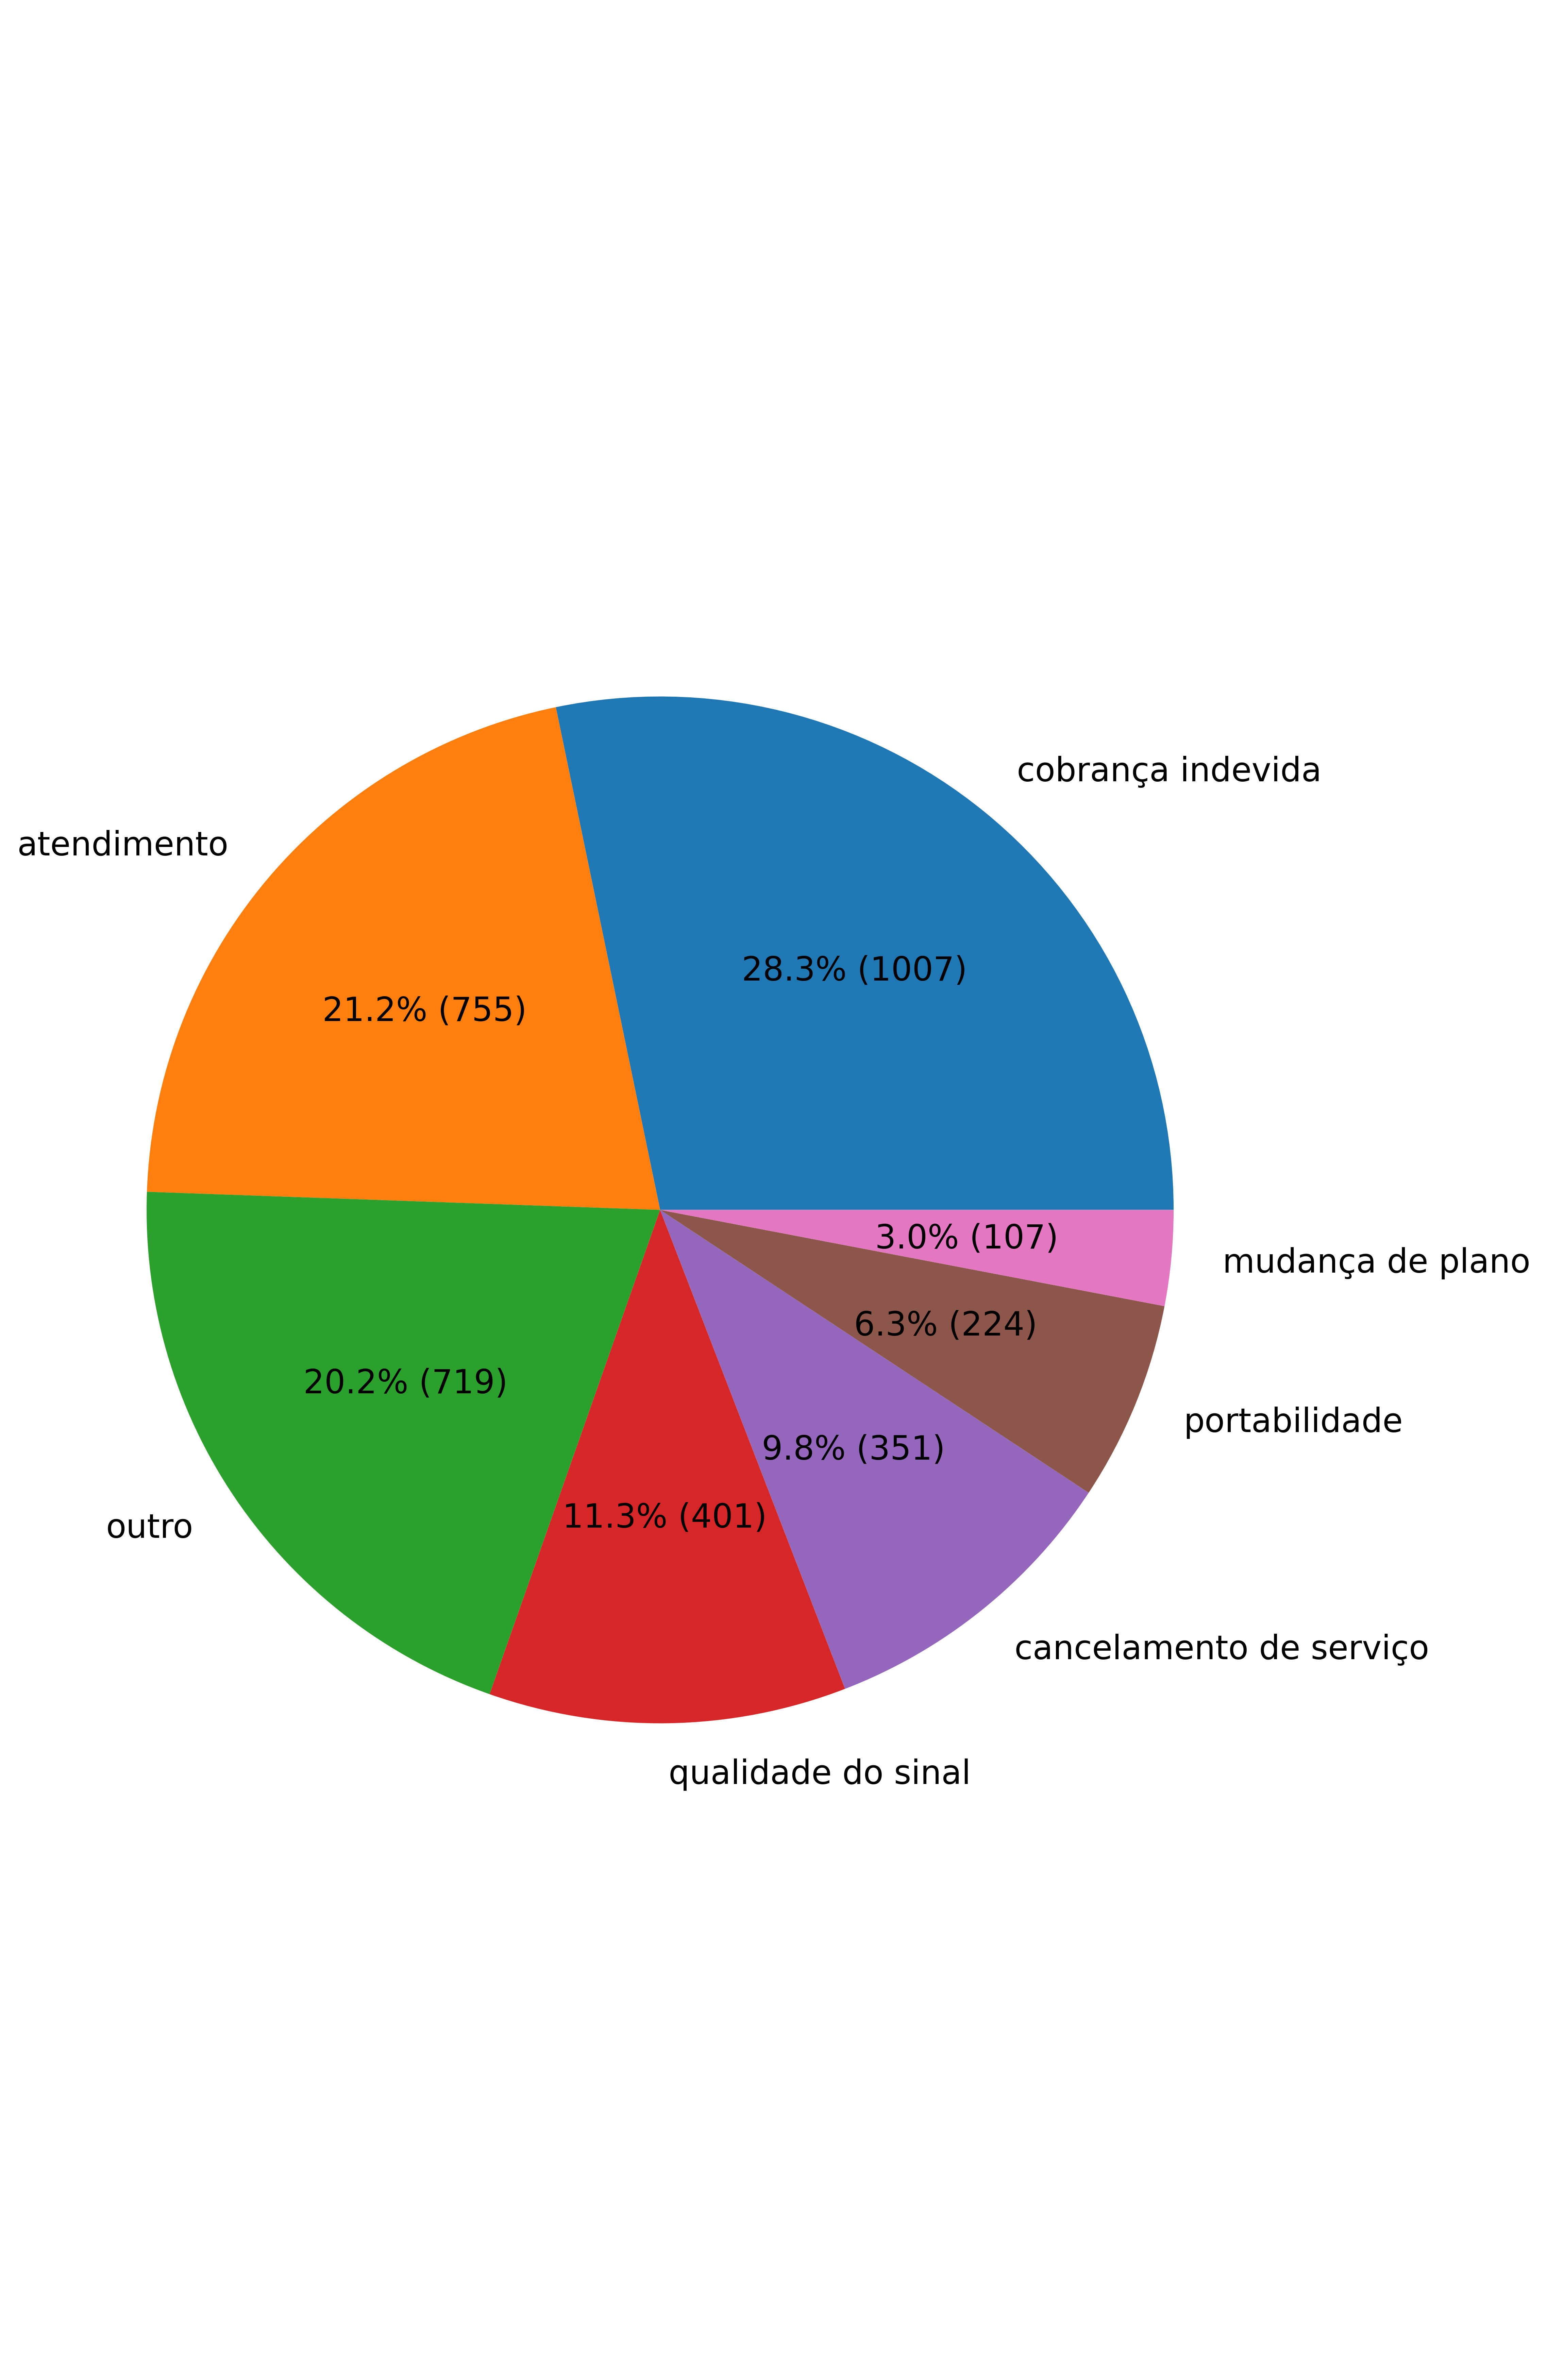 cobrança indevida
atendimento
28.3% (1007)
21.2% (755)
3.0% (107)
mudança de plano
6.3% (224)
20.2% (719)
portabilidade
9.8% (351)
11.3% (401)
outro
cancelamento de serviço
qualidade do sinal